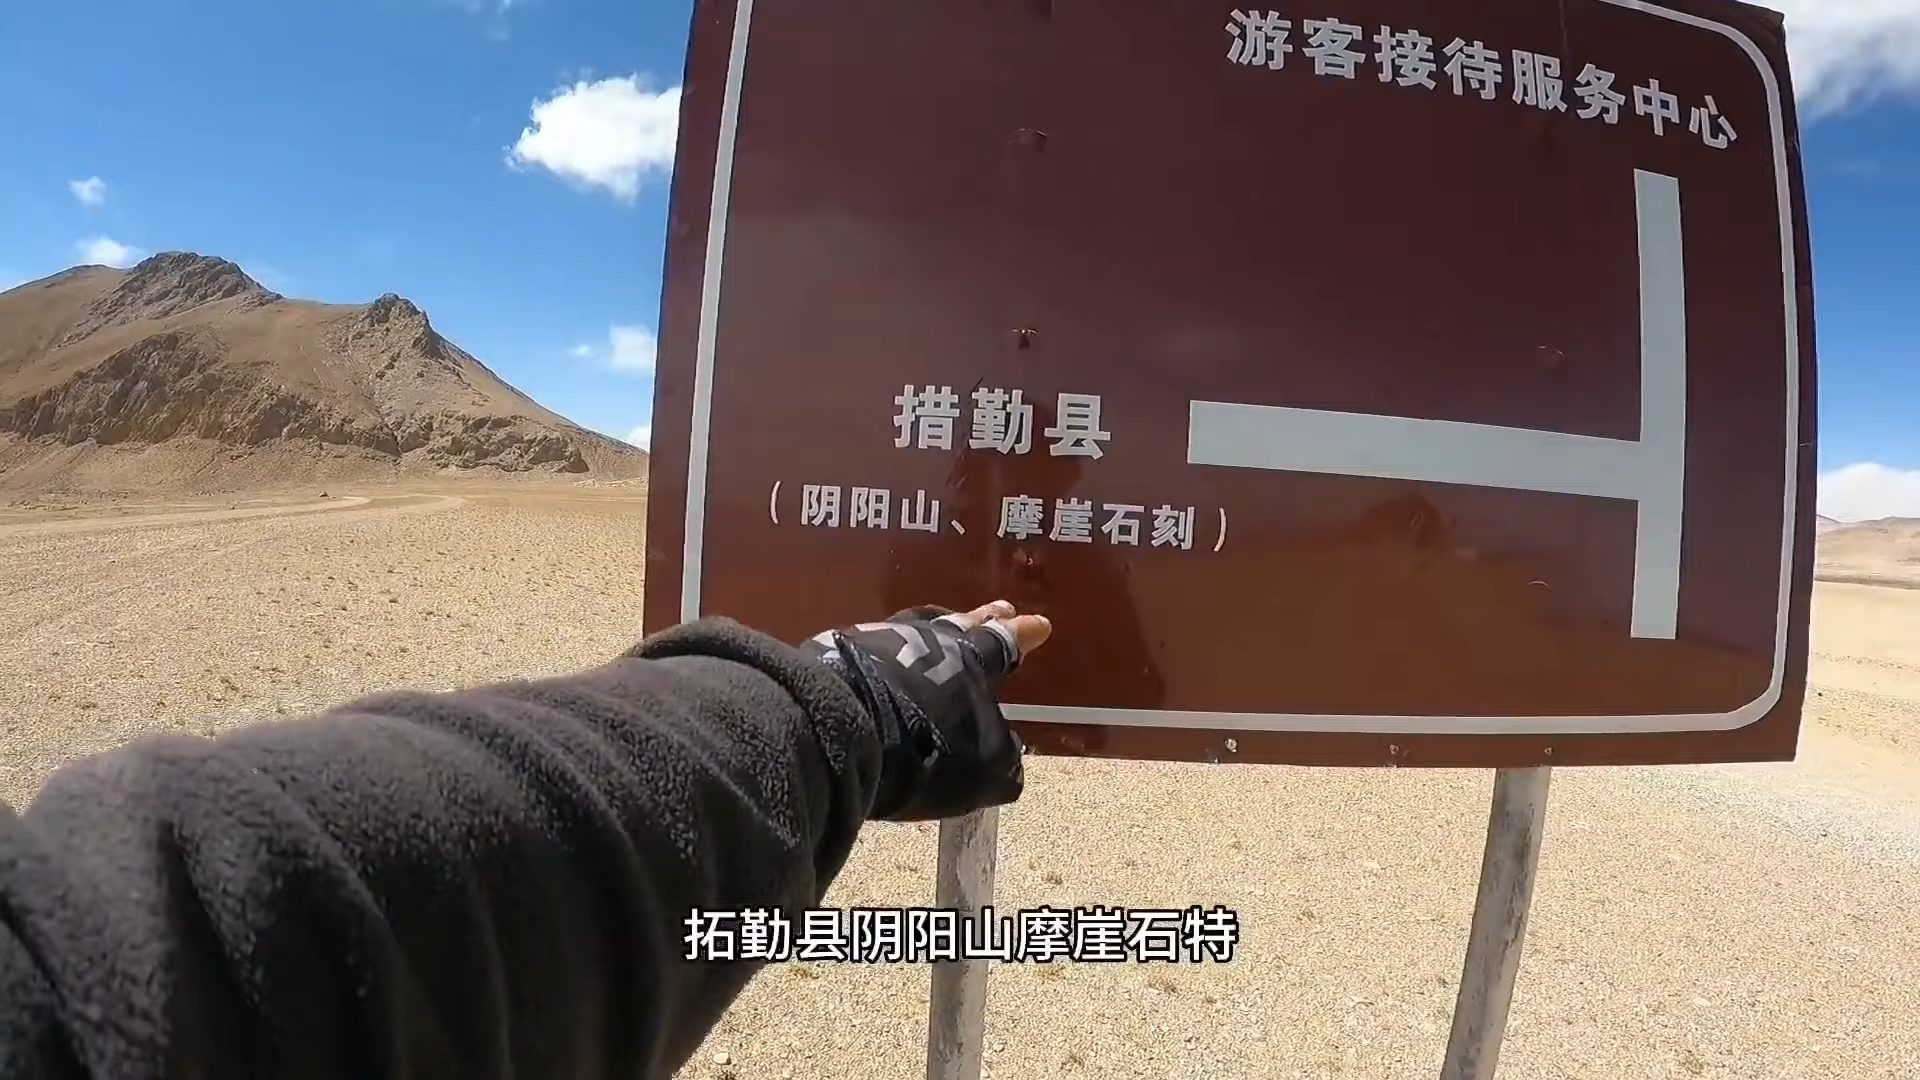 游客接待服务中心
措勤县
（阴阳山、摩崖石刻）
拓勤县阴阳山摩崖石特